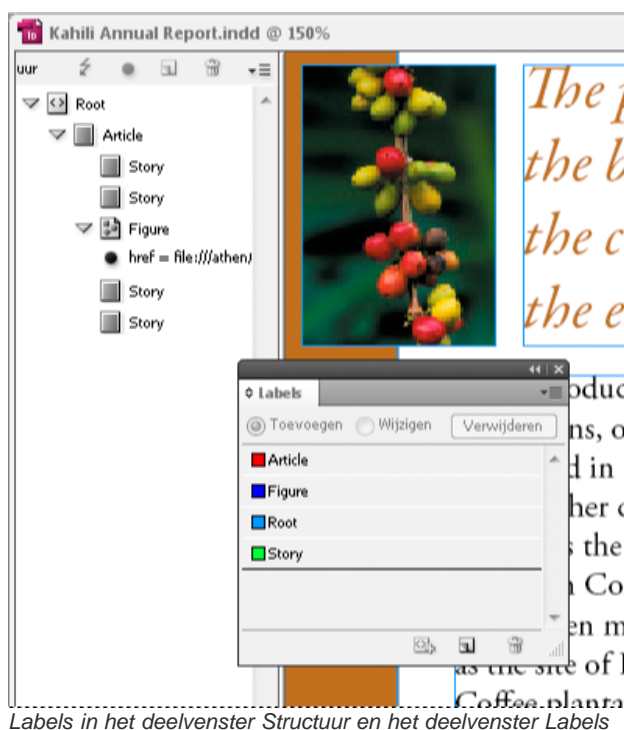 Kahili Annual Report.indd @ 150%
uur
Root
Article
Story
Story
Figure
href = file:///athen/
Story
Story
The p
the b
the c
the e
Labels
Toevoegen Wijzigen Verwijderen
Article
Figure
Root
Story
oduc
ns, o
d in
her c
s the
n Co
en m
as the site of
Coffee planta
Labels in het deelvenster Structuur en het deelvenster Labels